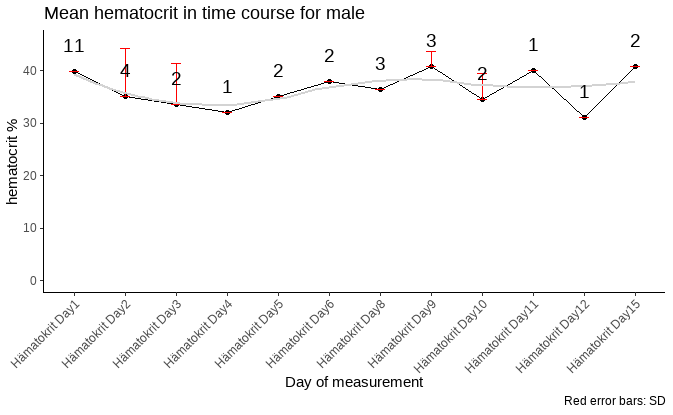 Mean hematocrit in time course for male
11
4
2
1
2
2
3
3
2
1
1
2
40
30
20
10
0
hematocrit %
Hämatokrit Day1
Hämatokrit Day2
Hämatokrit Day3
Hämatokrit Day4
Hämatokrit Day5
Hämatokrit Day6
Hämatokrit Day8
Hämatokrit Day9
Hämatokrit Day10
Hämatokrit Day11
Hämatokrit Day12
Hämatokrit Day15
Day of measurement
Red error bars: SD